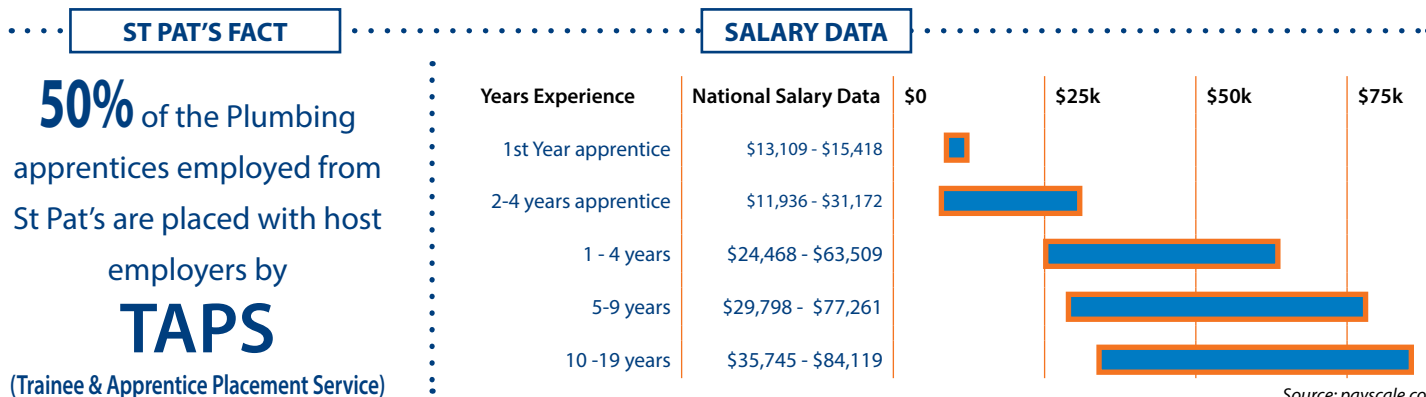 ST PAT'S FACT
50% of the Plumbing
apprentices employed from
St Pat's are placed with host
employers by
TAPS
(Trainee & Apprentice Placement Service)
SALARY DATA
Years Experience National Salary Data $0 $25k $50k $75k
1st Year apprentice $13,109 - $15,418
2-4 years apprentice $11,936 - $31,172
1 - 4 years $24,468 - $63,509
5-9 years $29,798 - $77,261
10 -19 years $35,745 - $84,119
Source: